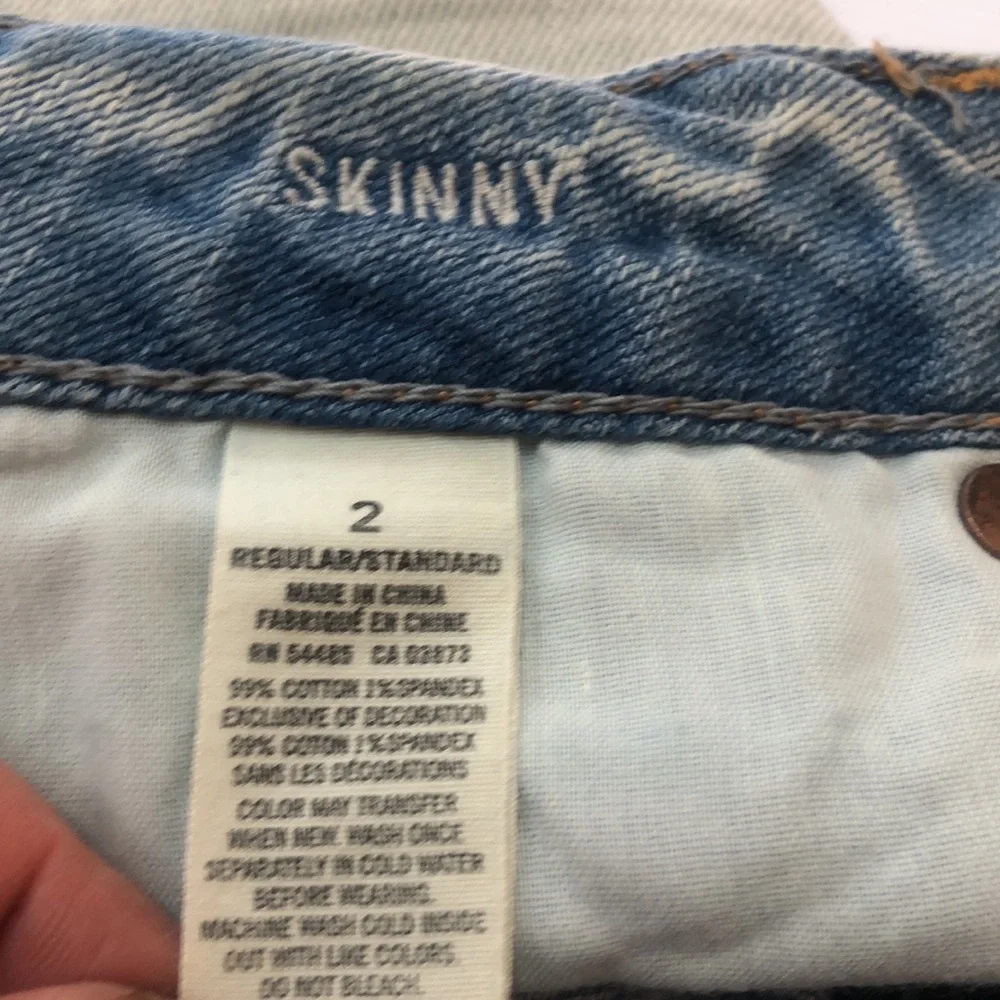 SKINNY
2
REGULAR/STANDARD
MADE IN CHINA
FABRIQUÉ EN CHINE
RN 54485 CA 03873
99% COTTON 1% SPANDEX
EXCLUSIVE OF DECORATION
99% COTON 1% SPANDEX
SANS LES DÉCORATIONS
COLOR MAY TRANSFER
WHEN NEW. WASH ONCE
SEPARATELY IN COLD WATER
BEFORE WEARING.
MACHINE WASH COLD INSIDE
OUT WITH LIKE COLORS.
DO NOT BLEACH.